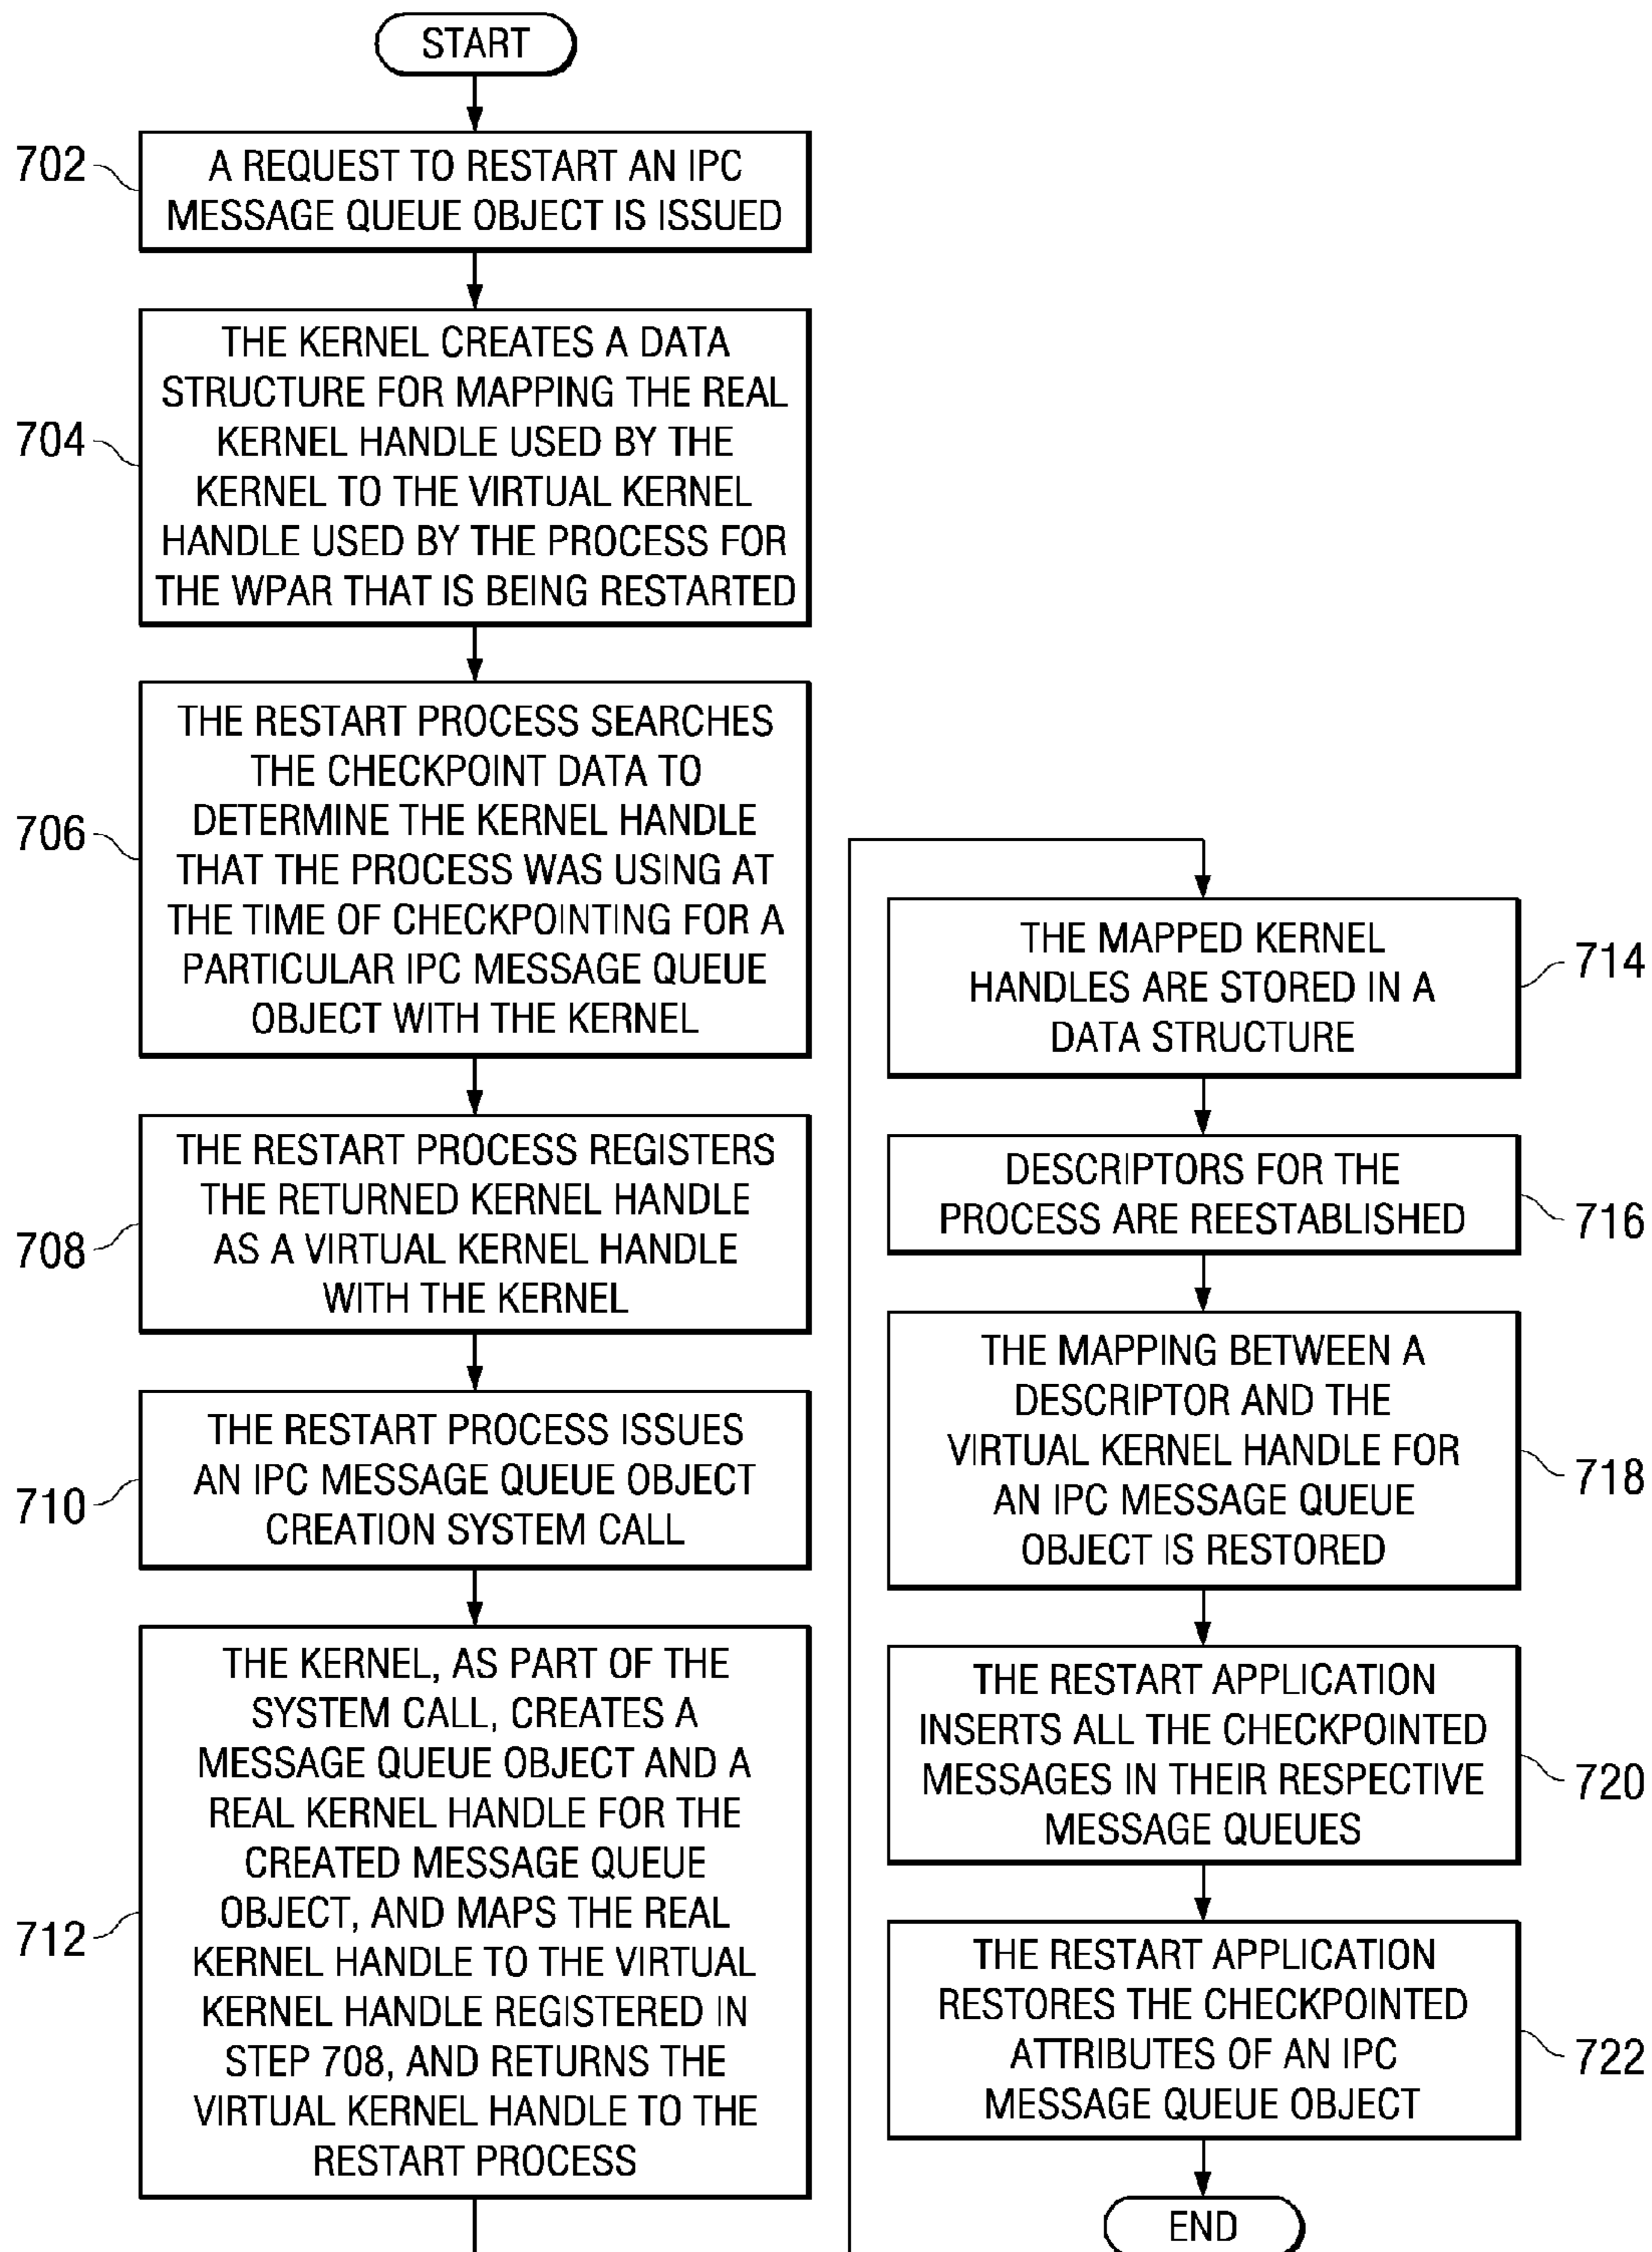 START
702
A REQUEST TO RESTART AN IPC
MESSAGE QUEUE OBJECT IS ISSUED
704
THE KERNEL CREATES A DATA
STRUCTURE FOR MAPPING THE REAL
KERNEL HANDLE USED BY THE
KERNEL TO THE VIRTUAL KERNEL
HANDLE USED BY THE PROCESS FOR
THE WPAR THAT IS BEING RESTARTED
706
THE RESTART PROCESS SEARCHES
THE CHECKPOINT DATA TO
DETERMINE THE KERNEL HANDLE
THAT THE PROCESS WAS USING AT
THE TIME OF CHECKPOINTING FOR A
PARTICULAR IPC MESSAGE QUEUE
OBJECT WITH THE KERNEL
708
THE RESTART PROCESS REGISTERS
THE RETURNED KERNEL HANDLE
AS A VIRTUAL KERNEL HANDLE
WITH THE KERNEL
710
THE RESTART PROCESS ISSUES
AN IPC MESSAGE QUEUE OBJECT
CREATION SYSTEM CALL
712
THE KERNEL, AS PART OF THE
SYSTEM CALL, CREATES A
MESSAGE QUEUE OBJECT AND A
REAL KERNEL HANDLE FOR THE
CREATED MESSAGE QUEUE
OBJECT, AND MAPS THE REAL
KERNEL HANDLE TO THE VIRTUAL
KERNEL HANDLE REGISTERED IN
STEP 708, AND RETURNS THE
VIRTUAL KERNEL HANDLE TO THE
RESTART PROCESS
THE MAPPED KERNEL
HANDLES ARE STORED IN A
DATA STRUCTURE
714
DESCRIPTORS FOR THE
PROCESS ARE REESTABLISHED
716
THE MAPPING BETWEEN A
DESCRIPTOR AND THE
VIRTUAL KERNEL HANDLE FOR
AN IPC MESSAGE QUEUE
OBJECT IS RESTORED
718
THE RESTART APPLICATION
INSERTS ALL THE CHECKPOINTED
MESSAGES IN THEIR RESPECTIVE
MESSAGE QUEUES
720
THE RESTART APPLICATION
RESTORES THE CHECKPOINTED
ATTRIBUTES OF AN IPC
MESSAGE QUEUE OBJECT
722
END